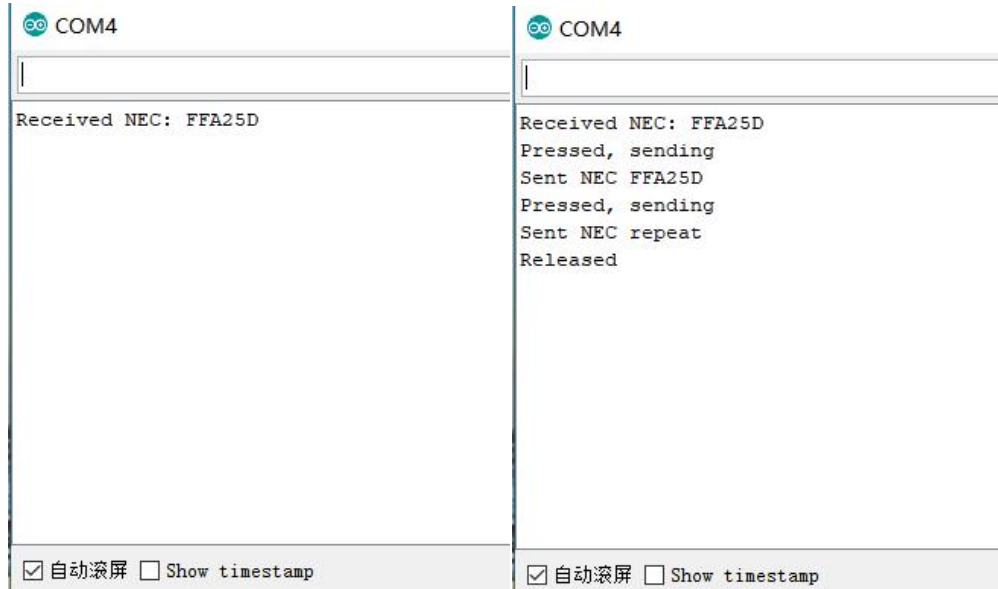 COM4
Received NEC: FFA25D
自动滚屏 Show timestamp
COM4
Received NEC: FFA25D
Pressed, sending
Sent NEC FFA25D
Pressed, sending
Sent NEC repeat
Released
自动滚屏 Show timestamp